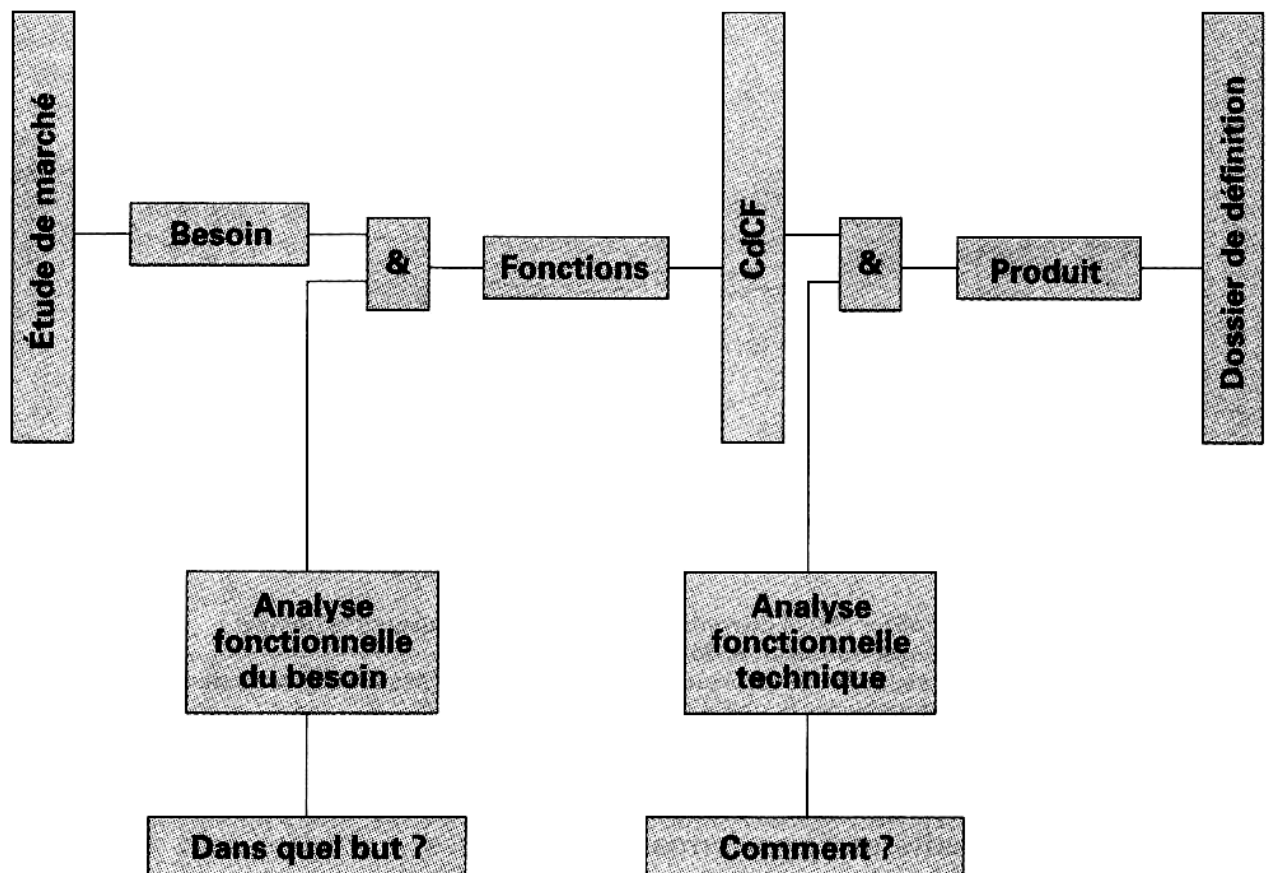 Étude de marché
Besoin
&
Fonctions
CdCF
&
Produit
Dossier de définition
Analyse
fonctionnelle
du besoin
Analyse
fonctionnelle
technique
Dans quel but ?
Comment ?